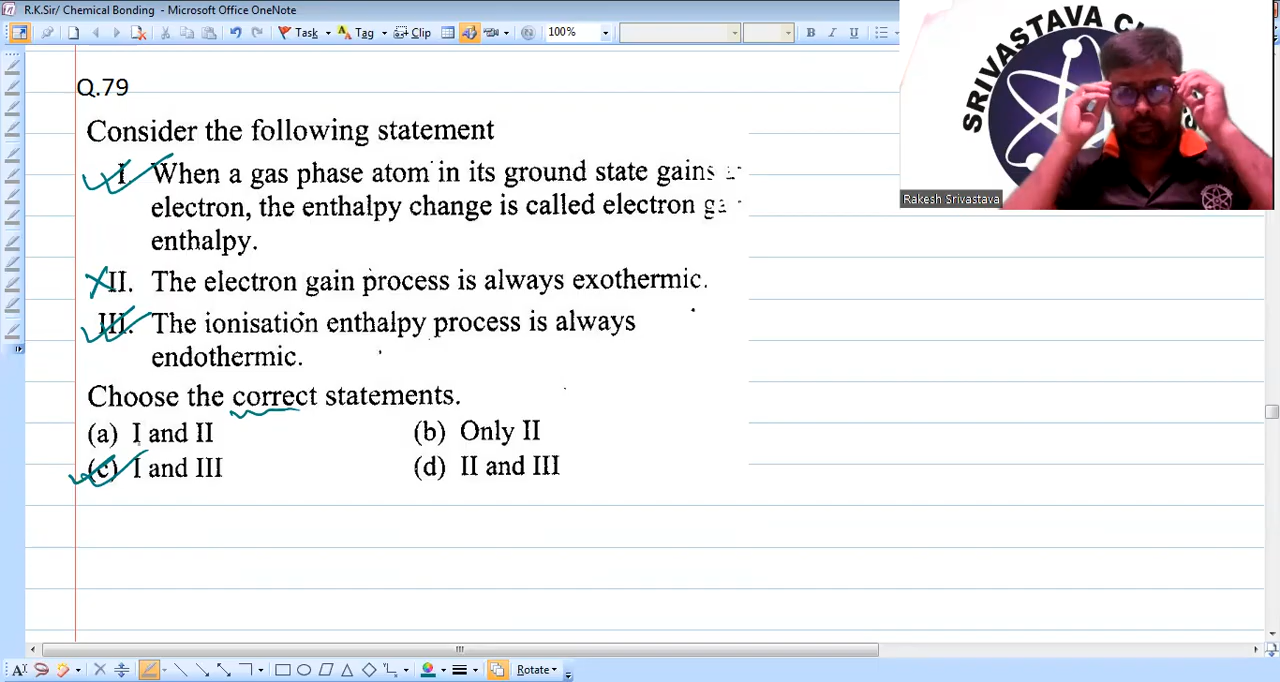 R.K.Sir/ Chemical Bonding - Microsoft Office OneNote
Task Tag Clip 100% B I U
SRIVASTAVA
Rakesh Srivastava
Q.79
Consider the following statement
I. When a gas phase atom in its ground state gains
electron, the enthalpy change is called electron
enthalpy.
II. The electron gain process is always exothermic.
III. The ionisation enthalpy process is always
endothermic.
Choose the correct statements.
(a) I and II (b) Only II
(c) I and III (d) II and III
Rotate